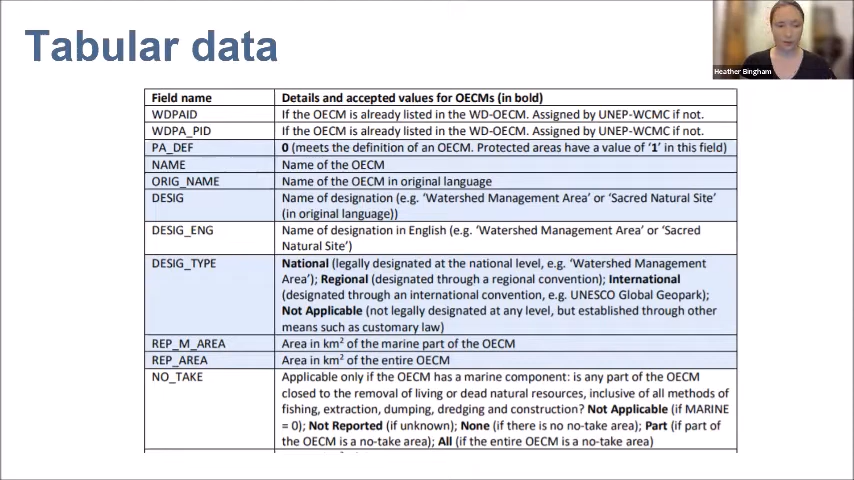 Tabular data
Heather Bingham
Field name Details and accepted values for OECMs (in bold)
WDPAID If the OECM is already listed in the WD-OECM. Assigned by UNEP-WCMC if not.
WDPA_PID If the OECM is already listed in the WD-OECM. Assigned by UNEP-WCMC if not.
PA_DEF 0 (meets the definition of an OECM. Protected areas have a value of ‘1’ in this field)
NAME Name of the OECM
ORIG_NAME Name of the OECM in original language
DESIG Name of designation (e.g. ‘Watershed Management Area’ or ‘Sacred Natural Site’
(in original language))
DESIG_ENG Name of designation in English (e.g. ‘Watershed Management Area’ or ‘Sacred
Natural Site’)
DESIG_TYPE National (legally designated at the national level, e.g. ‘Watershed Management
Area’); Regional (designated through a regional convention); International
(designated through an international convention, e.g. UNESCO Global Geopark);
Not Applicable (not legally designated at any level, but established through other
means such as customary law)
REP_M_AREA Area in km² of the marine part of the OECM
REP_AREA Area in km² of the entire OECM
NO_TAKE Applicable only if the OECM has a marine component: is any part of the OECM
closed to the removal of living or dead natural resources, inclusive of all methods of
fishing, extraction, dumping, dredging and construction? Not Applicable (if MARINE
= 0); Not Reported (if unknown); None (if there is no no-take area); Part (if part of
the OECM is a no-take area); All (if the entire OECM is a no-take area)